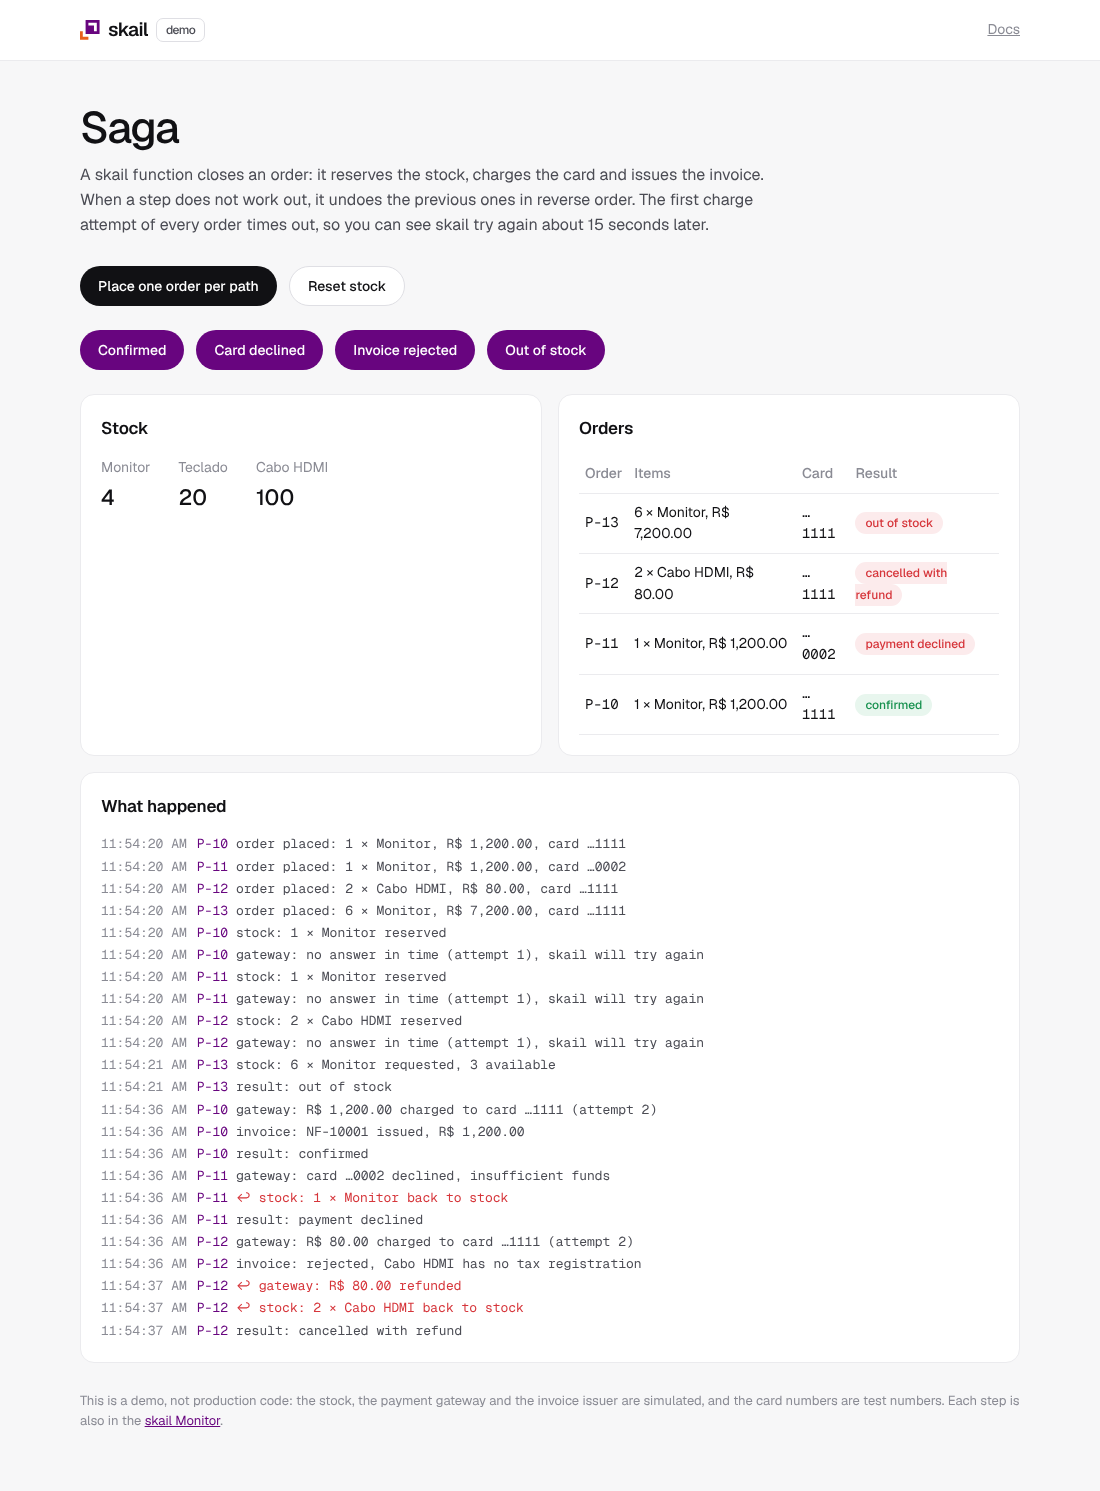 skail demo Docs
Saga
A skail function closes an order: it reserves the stock, charges the card and issues the invoice.
When a step does not work out, it undoes the previous ones in reverse order. The first charge
attempt of every order times out, so you can see skail try again about 15 seconds later.
Place one order per path Reset stock
Confirmed Card declined Invoice rejected Out of stock
Stock
Monitor Teclado Cabo HDMI
4 20 100
Orders
Order Items Card Result
P-13 6 × Monitor, R$ 7,200.00 …1111 out of stock
P-12 2 × Cabo HDMI, R$ 80.00 …1111 cancelled with refund
P-11 1 × Monitor, R$ 1,200.00 …0002 payment declined
P-10 1 × Monitor, R$ 1,200.00 …1111 confirmed
What happened
11:54:20 AM P-10 order placed: 1 × Monitor, R$ 1,200.00, card …1111
11:54:20 AM P-11 order placed: 1 × Monitor, R$ 1,200.00, card …0002
11:54:20 AM P-12 order placed: 2 × Cabo HDMI, R$ 80.00, card …1111
11:54:20 AM P-13 order placed: 6 × Monitor, R$ 7,200.00, card …1111
11:54:20 AM P-10 stock: 1 × Monitor reserved
11:54:20 AM P-10 gateway: no answer in time (attempt 1), skail will try again
11:54:20 AM P-11 stock: 1 × Monitor reserved
11:54:20 AM P-11 gateway: no answer in time (attempt 1), skail will try again
11:54:20 AM P-12 stock: 2 × Cabo HDMI reserved
11:54:20 AM P-12 gateway: no answer in time (attempt 1), skail will try again
11:54:21 AM P-13 stock: 6 × Monitor requested, 3 available
11:54:21 AM P-13 result: out of stock
11:54:36 AM P-10 gateway: R$ 1,200.00 charged to card …1111 (attempt 2)
11:54:36 AM P-10 invoice: NF-10001 issued, R$ 1,200.00
11:54:36 AM P-10 result: confirmed
11:54:36 AM P-11 gateway: card …0002 declined, insufficient funds
11:54:36 AM P-11 ↩ stock: 1 × Monitor back to stock
11:54:36 AM P-11 result: payment declined
11:54:36 AM P-12 gateway: R$ 80.00 charged to card …1111 (attempt 2)
11:54:36 AM P-12 invoice: rejected, Cabo HDMI has no tax registration
11:54:37 AM P-12 ↩ gateway: R$ 80.00 refunded
11:54:37 AM P-12 ↩ stock: 2 × Cabo HDMI back to stock
11:54:37 AM P-12 result: cancelled with refund
This is a demo, not production code: the stock, the payment gateway and the invoice issuer are simulated, and the card numbers are test numbers. Each step is
also in the skail Monitor.